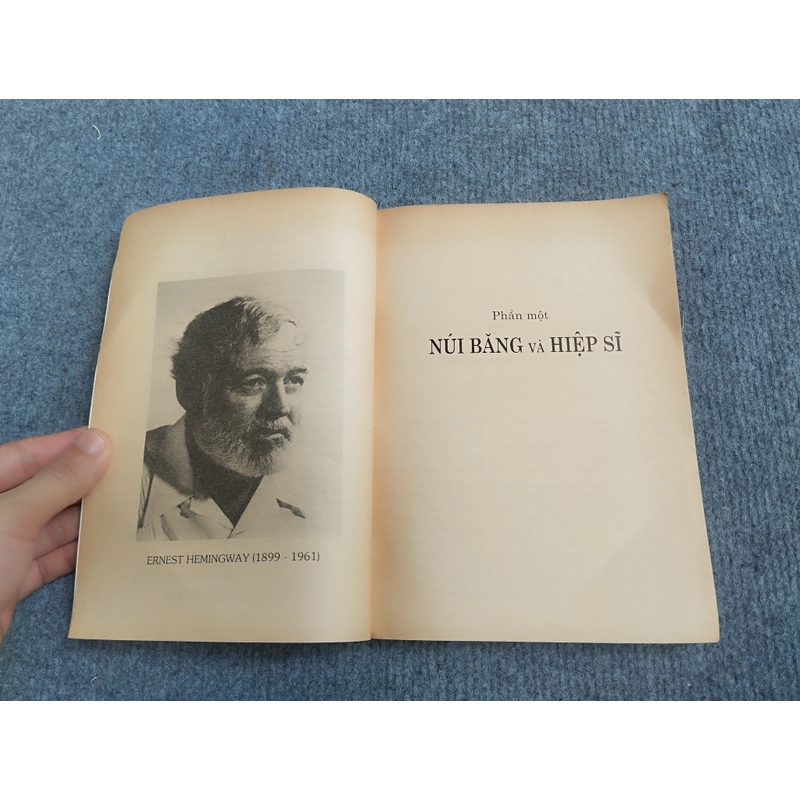 ERNEST HEMINGWAY (1899 - 1961)
Phần một
NÚI BĂNG VÀ HIỆP SĨ